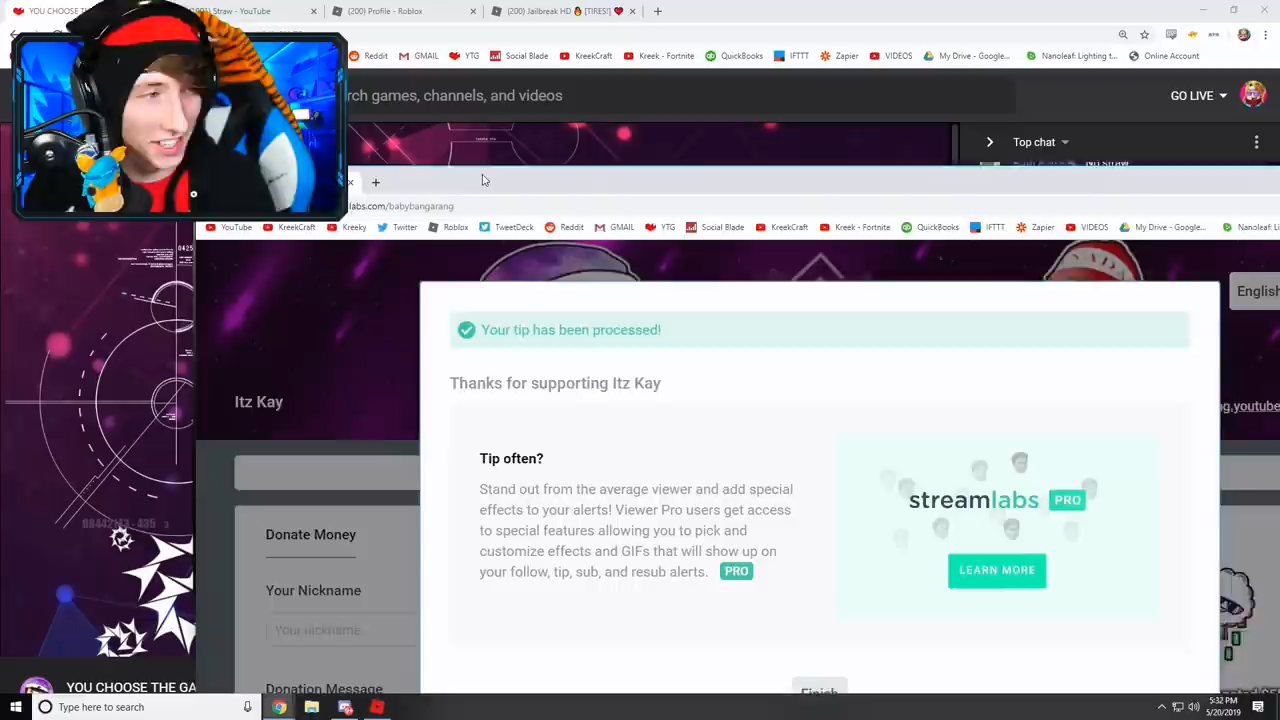 YOU CHOOSE THE
Straw - YouTube
(200) Profile - Roblox
(200) Jailbreak HD 🔥 [TIRES!] ❤
Reddit
GMAIL
YTG
Social Blade
KreekCraft
Kreek - Fortnite
QuickBooks
IFTTT
Zapier
VIDEOS
My Drive - Google...
Nanoleaf: Lighting t...
Online Account
rch games, channels, and videos
GO LIVE
Top chat
labs.com/babybangarang
YouTube
KreekCraft
Kreeky
Twitter
Roblox
TweetDeck
Reddit
GMAIL
YTG
Social Blade
KreekCraft
Kreek - Fortnite
QuickBooks
IFTTT
Zapier
VIDEOS
My Drive - Google...
Nanoleaf: Li
English
Your tip has been processed!
Thanks for supporting Itz Kay
Itz Kay
ng.youtube
Tip often?
Stand out from the average viewer and add special
effects to your alerts! Viewer Pro users get access
to special features allowing you to pick and
customize effects and GIFs that will show up on
your follow, tip, sub, and resub alerts. PRO
streamlabs PRO
LEARN MORE
Donate Money
Your Nickname
Your nickname
Donation Message
Finish
YOU CHOOSE THE GA
Type here to search
5:32 PM
5/20/2019